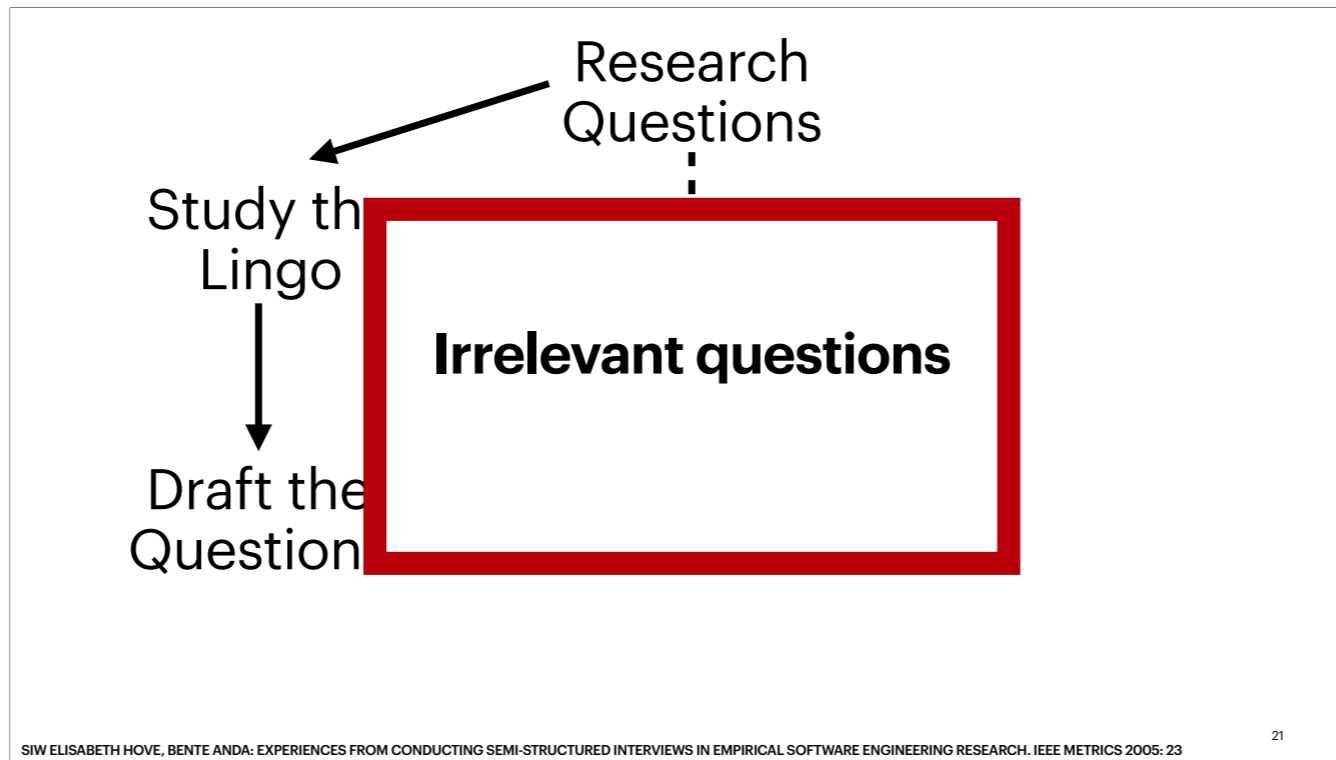 Research
Questions
Study th
Lingo
Irrelevant questions
Draft the
Question
SIW ELISABETH HOVE, BENTE ANDA: EXPERIENCES FROM CONDUCTING SEMI-STRUCTURED INTERVIEWS IN EMPIRICAL SOFTWARE ENGINEERING RESEARCH. IEEE METRICS 2005: 23
21